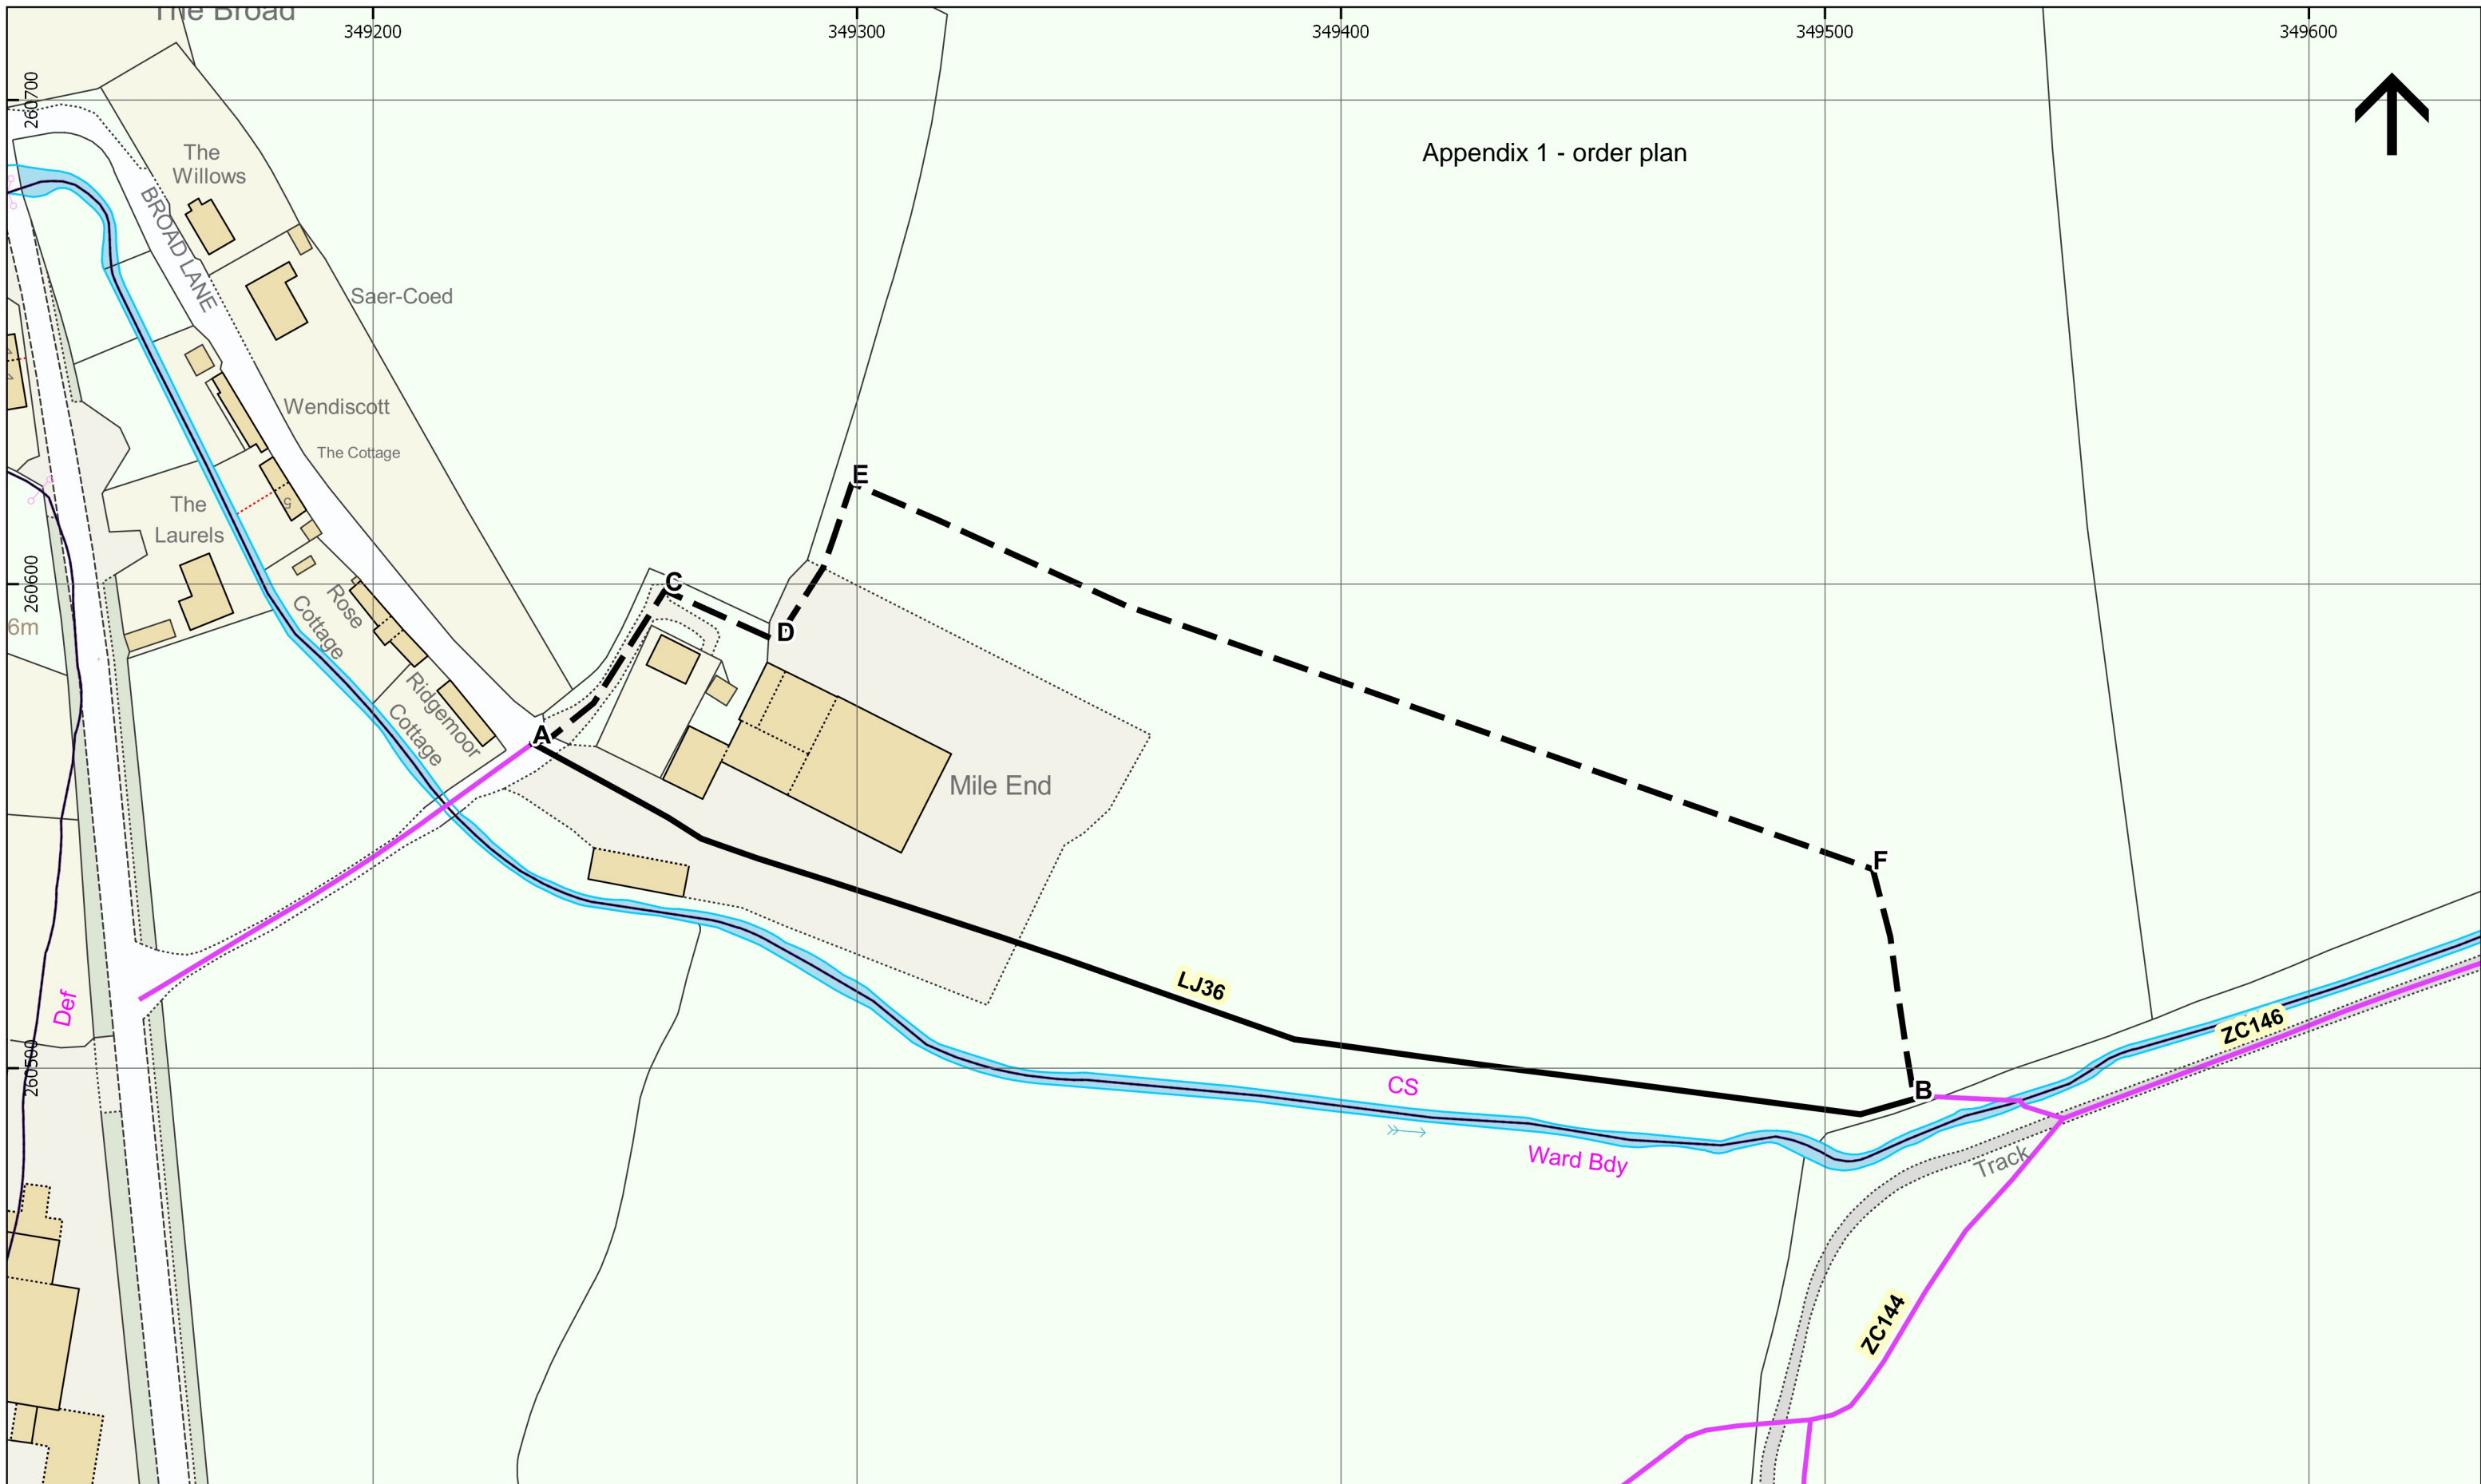 The Broad
349200
349300
349400
349500
349600
260700
Appendix 1 - order plan
The
Willows
BROAD LANE
Saer-Coed
Wendiscott
The Cottage
The
Laurels
E
260600
C
Rose
Cottage
D
6m
Ridgemoor
Cottage
A
Mile End
F
LJ36
Def
ZC146
260500
CS
B
Ward Bdy
Track
ZC144